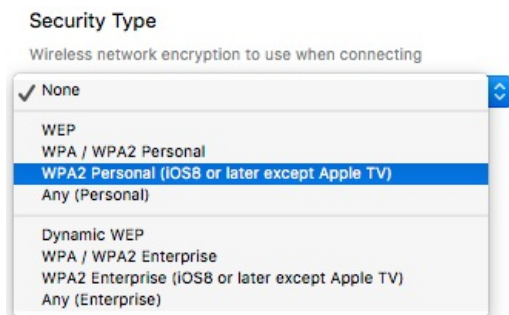 Security Type
Wireless network encryption to use when connecting
None
WEP
WPA / WPA2 Personal
WPA2 Personal (iOS8 or later except Apple TV)
Any (Personal)
Dynamic WEP
WPA / WPA2 Enterprise
WPA2 Enterprise (iOS8 or later except Apple TV)
Any (Enterprise)